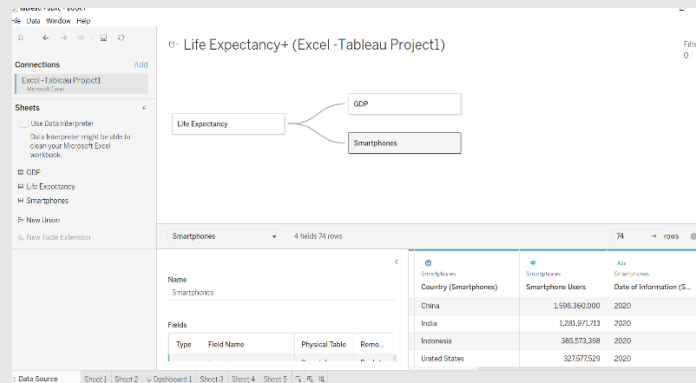 File Data Window Help
Life Expectancy+ (Excel -Tableau Project1)
Connections Add
Excel -Tableau Project1
Microsoft Excel
Sheets
Use Data Interpreter
Data Interpreter might be able to
clean your Microsoft Excel
workbook.
GDP
Life Expectancy
Smartphones
New Union
New Table Extension
Life Expectancy
GDP
Smartphones
0
Smartphones 4 fields 74 rows 74 rows
Name
Smartphones
Fields
Type Field Name Physical Table Remo...
Abc
Smartphones Smartphones Smartphones
Country (Smartphones) Smartphone Users Date of Information (S...
China 1,598,360,000 2020
India 1,281,971,713 2020
Indonesia 385,573,398 2020
United States 327,577,529 2020
Data Source Sheet 1 Sheet 2 Dashboard 1 Sheet 3 Sheet 4 Sheet 5